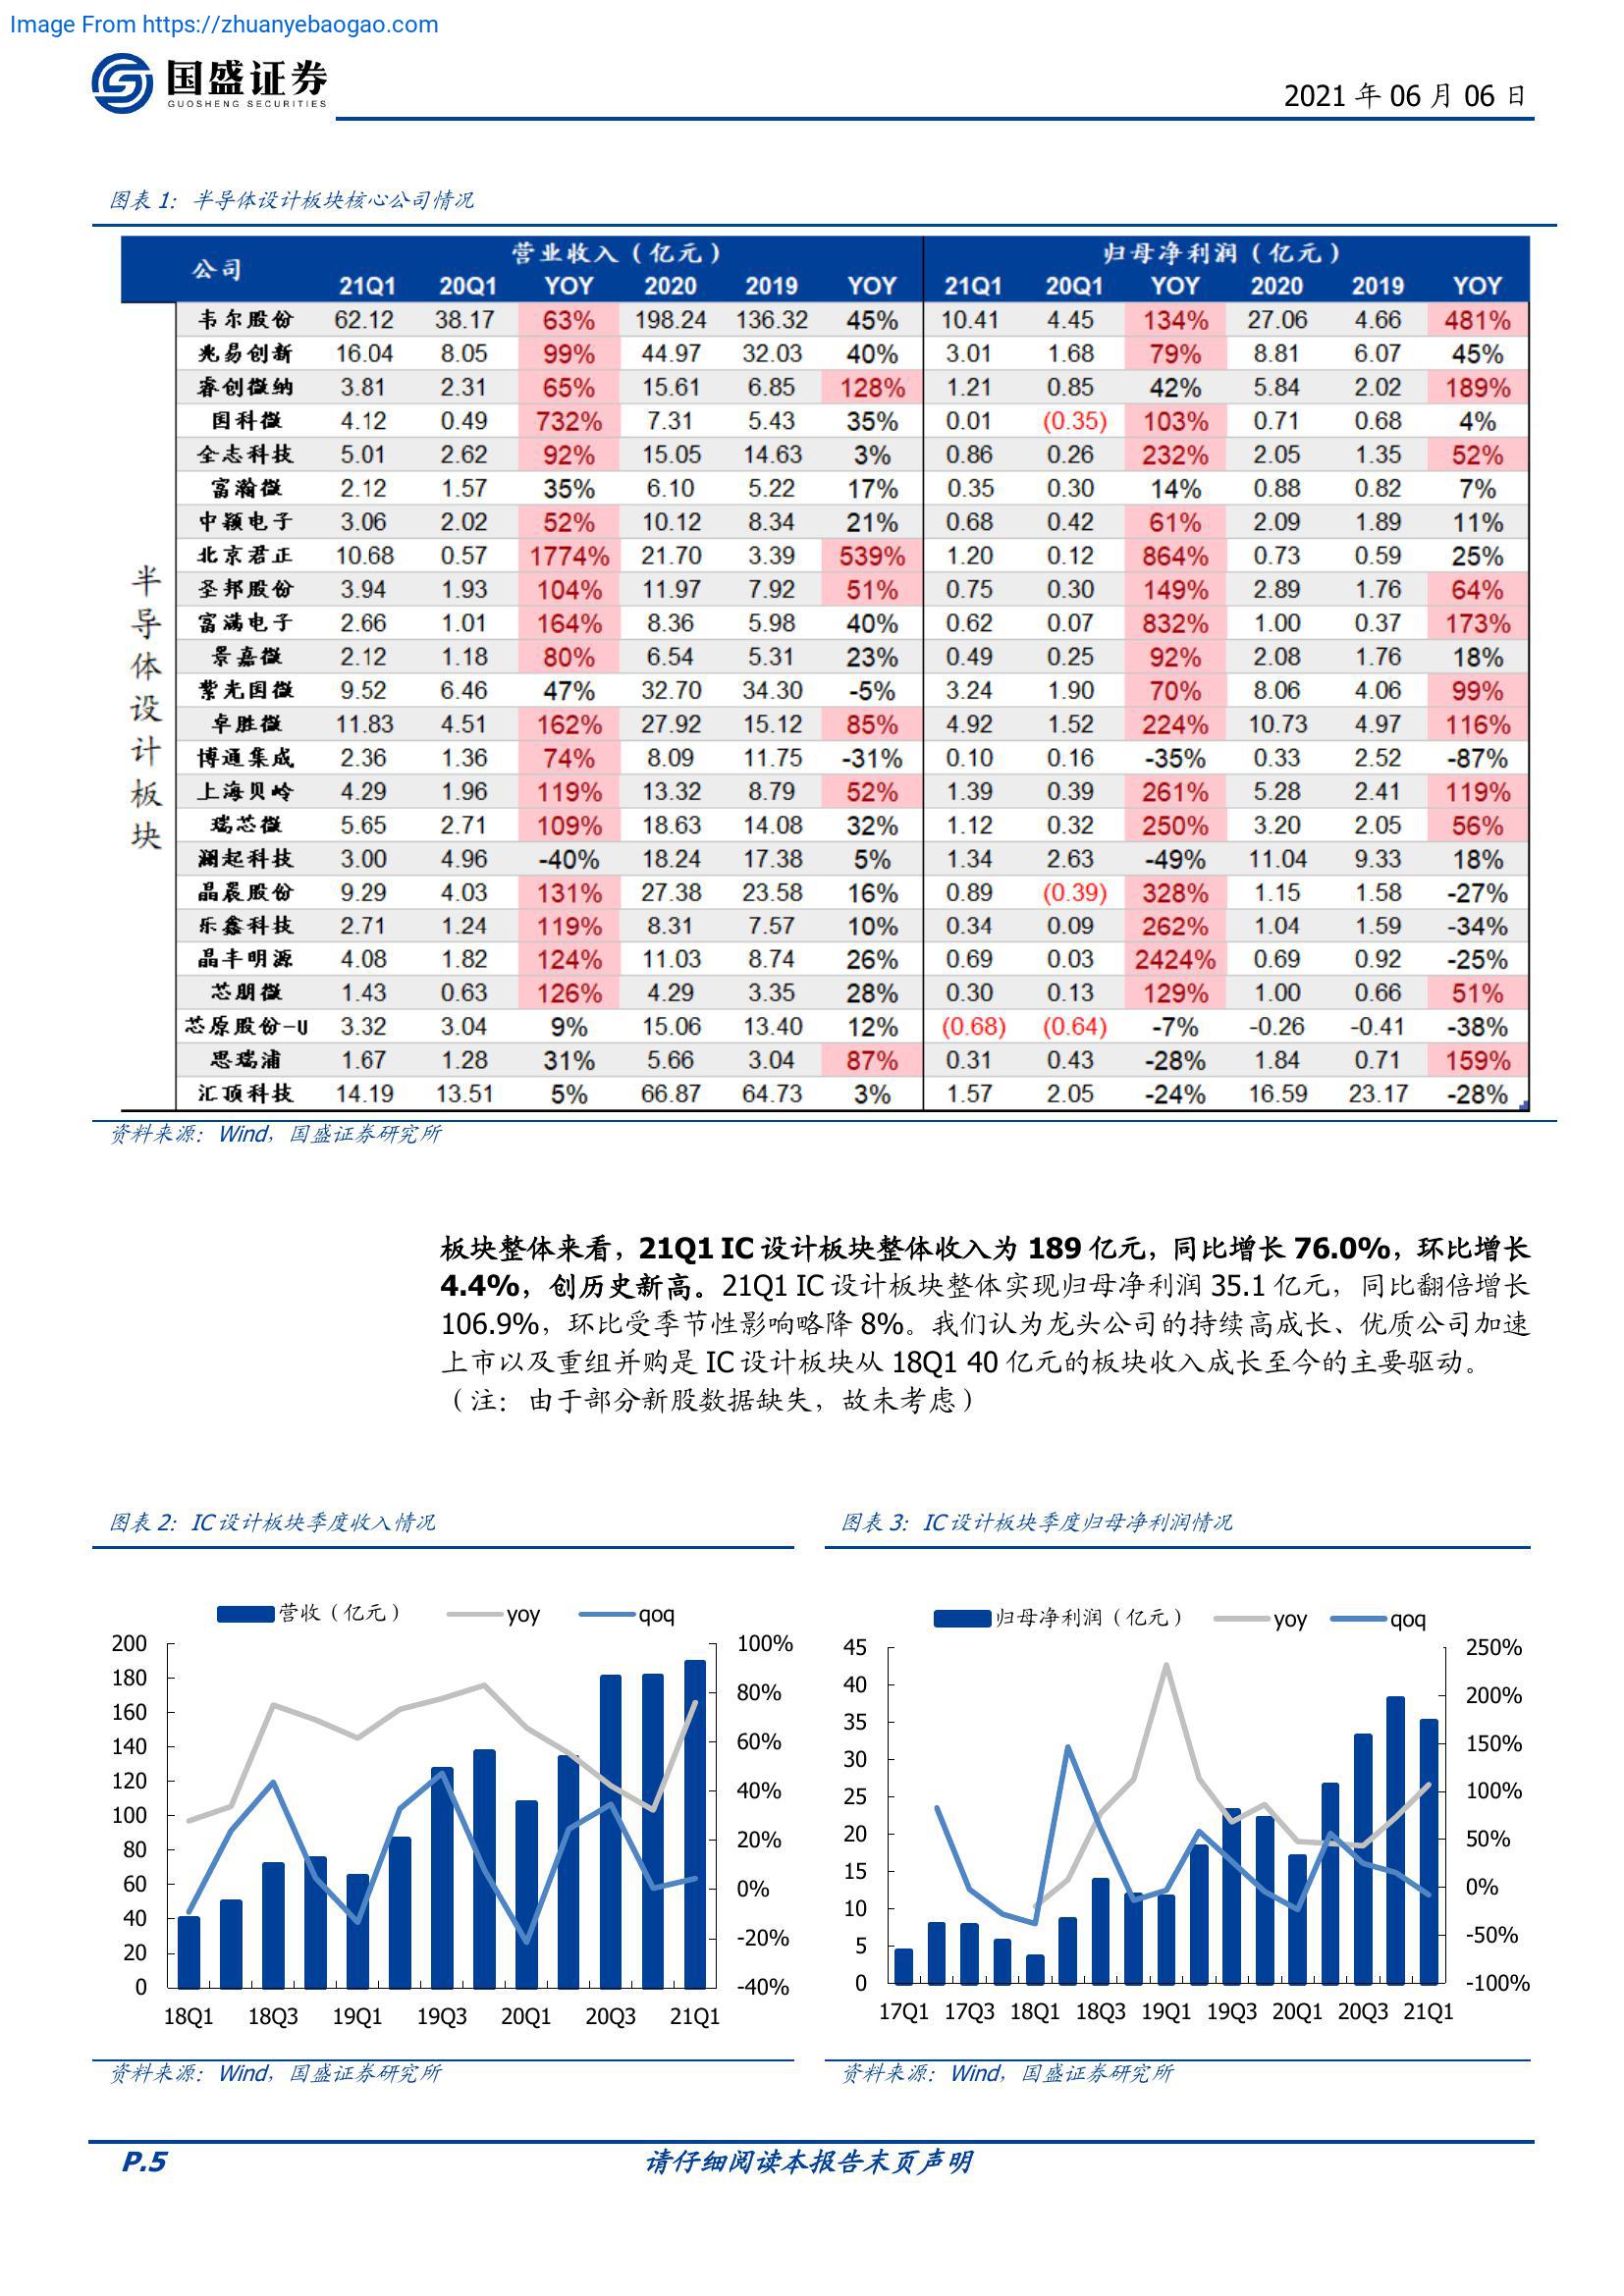 Image From https://zhuanyebaogao.com
国盛证券
GUOSHENG SECURITIES
2021 年 06 月 06 日
图表 1： 半导体设计板块核心公司情况
公司 营业收入（亿元） 归母净利润（亿元）
21Q1 20Q1 YOY 2020 2019 YOY 21Q1 20Q1 YOY 2020 2019 YOY
半导体设计板块
韦尔股份 62.12 38.17 63% 198.24 136.32 45% 10.41 4.45 134% 27.06 4.66 481%
兆易创新 16.04 8.05 99% 44.97 32.03 40% 3.01 1.68 79% 8.81 6.07 45%
睿创微纳 3.81 2.31 65% 15.61 6.85 128% 1.21 0.85 42% 5.84 2.02 189%
国科微 4.12 0.49 732% 7.31 5.43 35% 0.01 (0.35) 103% 0.71 0.68 4%
全志科技 5.01 2.62 92% 15.05 14.63 3% 0.86 0.26 232% 2.05 1.35 52%
富瀚微 2.12 1.57 35% 6.10 5.22 17% 0.35 0.30 14% 0.88 0.82 7%
中颖电子 3.06 2.02 52% 10.12 8.34 21% 0.68 0.42 61% 2.09 1.89 11%
北京君正 10.68 0.57 1774% 21.70 3.39 539% 1.20 0.12 864% 0.73 0.59 25%
圣邦股份 3.94 1.93 104% 11.97 7.92 51% 0.75 0.30 149% 2.89 1.76 64%
富满电子 2.66 1.01 164% 8.36 5.98 40% 0.62 0.07 832% 1.00 0.37 173%
景嘉微 2.12 1.18 80% 6.54 5.31 23% 0.49 0.25 92% 2.08 1.76 18%
紫光国微 9.52 6.46 47% 32.70 34.30 -5% 3.24 1.90 70% 8.06 4.06 99%
卓胜微 11.83 4.51 162% 27.92 15.12 85% 4.92 1.52 224% 10.73 4.97 116%
博通集成 2.36 1.36 74% 8.09 11.75 -31% 0.10 0.16 -35% 0.33 2.52 -87%
上海贝岭 4.29 1.96 119% 13.32 8.79 52% 1.39 0.39 261% 5.28 2.41 119%
瑞芯微 5.65 2.71 109% 18.63 14.08 32% 1.12 0.32 250% 3.20 2.05 56%
澜起科技 3.00 4.96 -40% 18.24 17.38 5% 1.34 2.63 -49% 11.04 9.33 18%
晶晨股份 9.29 4.03 131% 27.38 23.58 16% 0.89 (0.39) 328% 1.15 1.58 -27%
乐鑫科技 2.71 1.24 119% 8.31 7.57 10% 0.34 0.09 262% 1.04 1.59 -34%
晶丰明源 4.08 1.82 124% 11.03 8.74 26% 0.69 0.03 2424% 0.69 0.92 -25%
芯朋微 1.43 0.63 126% 4.29 3.35 28% 0.30 0.13 129% 1.00 0.66 51%
芯原股份-U 3.32 3.04 9% 15.06 13.40 12% (0.68) (0.64) -7% -0.26 -0.41 -38%
思瑞浦 1.67 1.28 31% 5.66 3.04 87% 0.31 0.43 -28% 1.84 0.71 159%
汇顶科技 14.19 13.51 5% 66.87 64.73 3% 1.57 2.05 -24% 16.59 23.17 -28%
资料来源：Wind，国盛证券研究所
板块整体来看，21Q1 IC 设计板块整体收入为 189 亿元，同比增长 76.0%，环比增长
4.4%，创历史新高。21Q1 IC 设计板块整体实现归母净利润 35.1 亿元，同比翻倍增长
106.9%，环比受季节性影响略降 8%。我们认为龙头公司的持续高成长、优质公司加速
上市以及重组并购是 IC 设计板块从 18Q1 40 亿元的板块收入成长至今的主要驱动。
（注：由于部分新股数据缺失，故未考虑）
图表 2： IC 设计板块季度收入情况
营收（亿元） yoy qoq
200 100%
180
160 80%
140 60%
120 40%
100
80 20%
60 0%
40
20 -20%
0 -40%
18Q1 18Q3 19Q1 19Q3 20Q1 20Q3 21Q1
资料来源：Wind，国盛证券研究所
图表 3： IC 设计板块季度归母净利润情况
归母净利润（亿元） yoy qoq
45 250%
40 200%
35
30 150%
25 100%
20 50%
15
10 0%
5 -50%
0 -100%
17Q1 17Q3 18Q1 18Q3 19Q1 19Q3 20Q1 20Q3 21Q1
资料来源：Wind，国盛证券研究所
P.5 请仔细阅读本报告末页声明